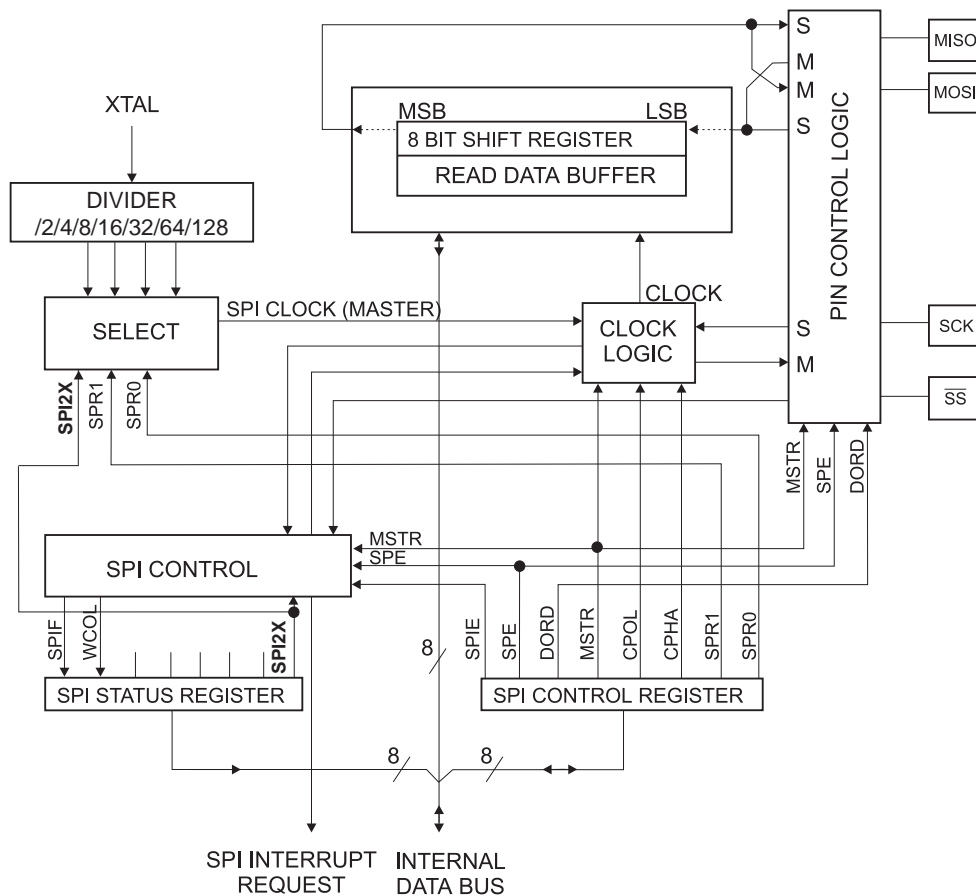 S
MISO
M
M
MOSI
XTAL
MSB
LSB
S
8 BIT SHIFT REGISTER
READ DATA BUFFER
DIVIDER
/2/4/8/16/32/64/128
PIN CONTROL LOGIC
CLOCK
SPI CLOCK (MASTER)
SELECT
CLOCK
LOGIC
S
SCK
M
SS
SPI2X
SPR1
SPR0
MSTR
SPE
DORD
MSTR
SPE
SPI CONTROL
SPIF
WCOL
SPI2X
8
SPIE
SPE
DORD
MSTR
CPOL
CPHA
SPR1
SPR0
SPI STATUS REGISTER
SPI CONTROL REGISTER
8
8
SPI INTERRUPT
REQUEST
INTERNAL
DATA BUS